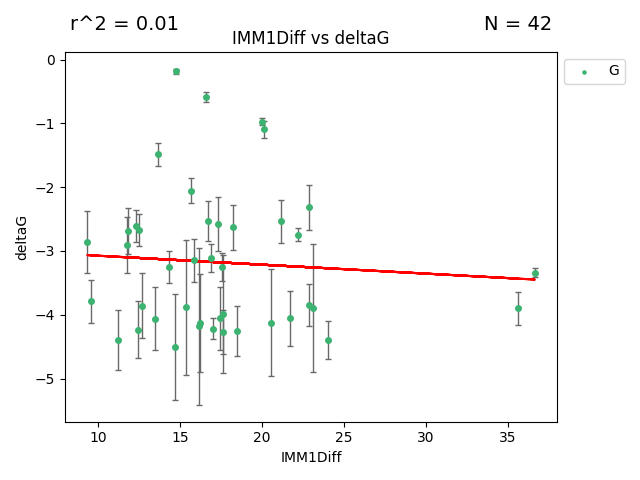 r^2 = 0.01
N = 42
IMM1Diff vs deltaG
G
0
−1
−2
−3
−4
−5
deltaG
10 15 20 25 30 35
IMM1Diff